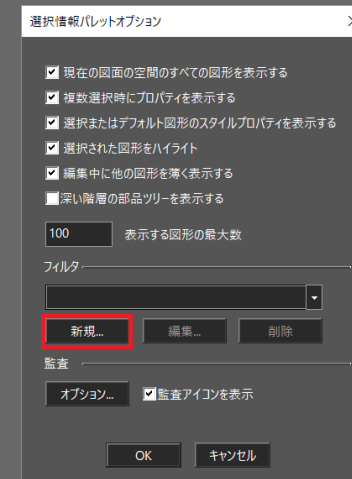 選択情報パレットオプション
現在の図面の空間のすべての図形を表示する
複数選択時にプロパティを表示する
選択またはデフォルト図形のスタイルプロパティを表示する
選択された図形をハイライト
編集中に他の図形を薄く表示する
深い階層の部品ツリーを表示する
100 表示する図形の最大数
フィルタ
新規... 編集... 削除
監査
オプション... 監査アイコンを表示
OK キャンセル